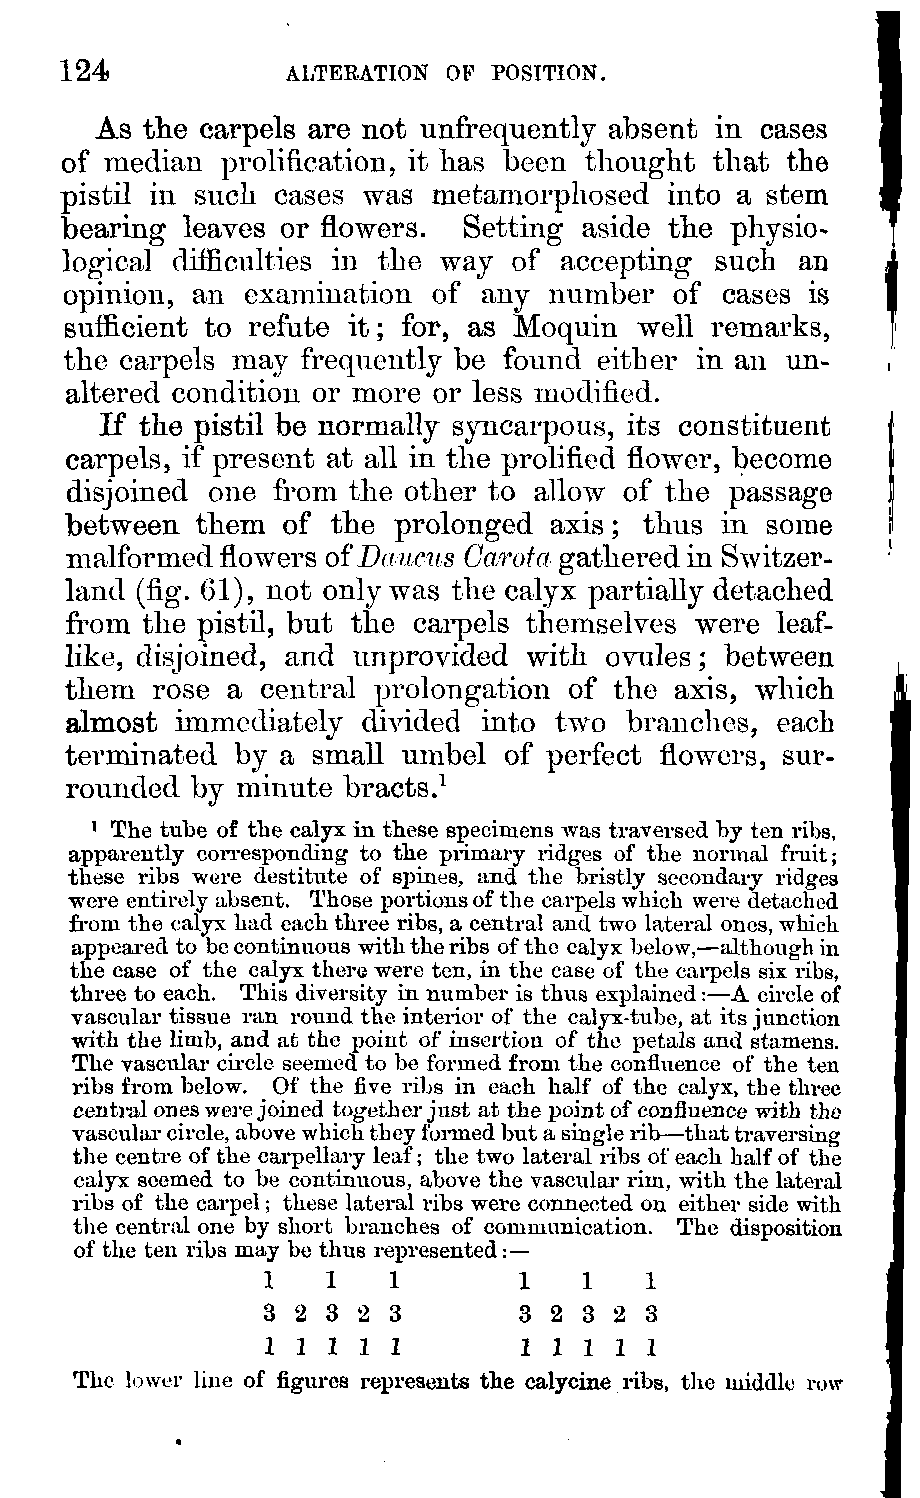 124 ALTERATION OF POSITION.
As the carpels are not unfrequently absent in cases
of median prolification, it has been thought that the
pistil in such cases was metamorphosed into a stem
bearing leaves or flowers. Setting aside the physio-
logical difficulties in the way of accepting such an
opinion, an examination of any number of cases is
sufficient to refute it; for, as Moquin well remarks,
the carpels may frequently be found either in an un-
altered condition or more or less modified.
If the pistil be normally syncarpous, its constituent
carpels, if present at all in the prolified flower, become
disjoined one from the other to allow of the passage
between them of the prolonged axis; thus in some
malformed flowers of Daucus Carota gathered in Switzer-
land (fig. 61), not only was the calyx partially detached
from the pistil, but the carpels themselves were leaf-
like, disjoined, and unprovided with ovules; between
them rose a central prolongation of the axis, which
almost immediately divided into two branches, each
terminated by a small umbel of perfect flowers, sur-
rounded by minute bracts.¹
¹ The tube of the calyx in these specimens was traversed by ten ribs,
apparently corresponding to the primary ridges of the normal fruit;
these ribs were destitute of spines, and the bristly secondary ridges
were entirely absent. Those portions of the carpels which were detached
from the calyx had each three ribs, a central and two lateral ones, which
appeared to be continuous with the ribs of the calyx below,—although in
the case of the calyx there were ten, in the case of the carpels six ribs,
three to each. This diversity in number is thus explained:—A circle of
vascular tissue ran round the interior of the calyx-tube, at its junction
with the limb, and at the point of insertion of the petals and stamens.
The vascular circle seemed to be formed from the confluence of the ten
ribs from below. Of the five ribs in each half of the calyx, the three
central ones were joined together just at the point of confluence with the
vascular circle, above which they formed but a single rib—that traversing
the centre of the carpellary leaf; the two lateral ribs of each half of the
calyx seemed to be continuous, above the vascular rim, with the lateral
ribs of the carpel; these lateral ribs were connected on either side with
the central one by short branches of communication. The disposition
of the ten ribs may be thus represented:—
1 1 1 1 1 1
3 2 3 2 3 3 2 3 2 3
1 1 1 1 1 1 1 1 1 1
The lower line of figures represents the calycine ribs, the middle row